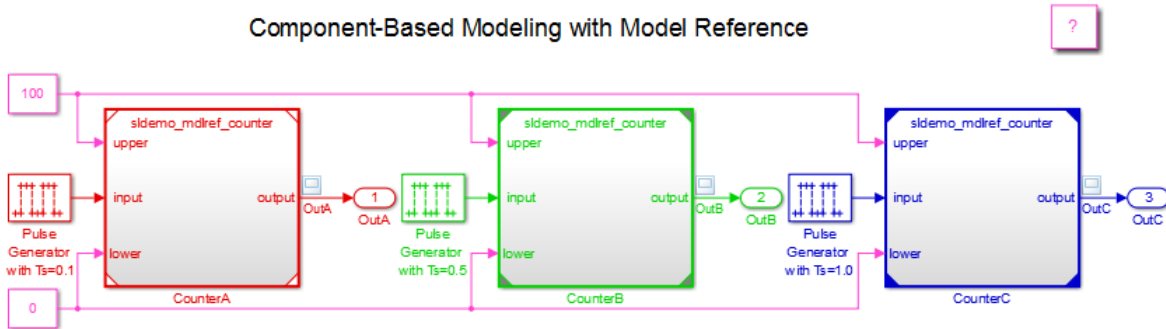 Component-Based Modeling with Model Reference
?
100
sldemo_mdlref_counter
upper
input
output
lower
CounterA
Pulse
Generator
with Ts=0.1
OutA
1
OutA
sldemo_mdlref_counter
upper
input
output
lower
CounterB
Pulse
Generator
with Ts=0.5
OutB
2
OutB
sldemo_mdlref_counter
upper
input
output
lower
CounterC
Pulse
Generator
with Ts=1.0
OutC
3
OutC
0